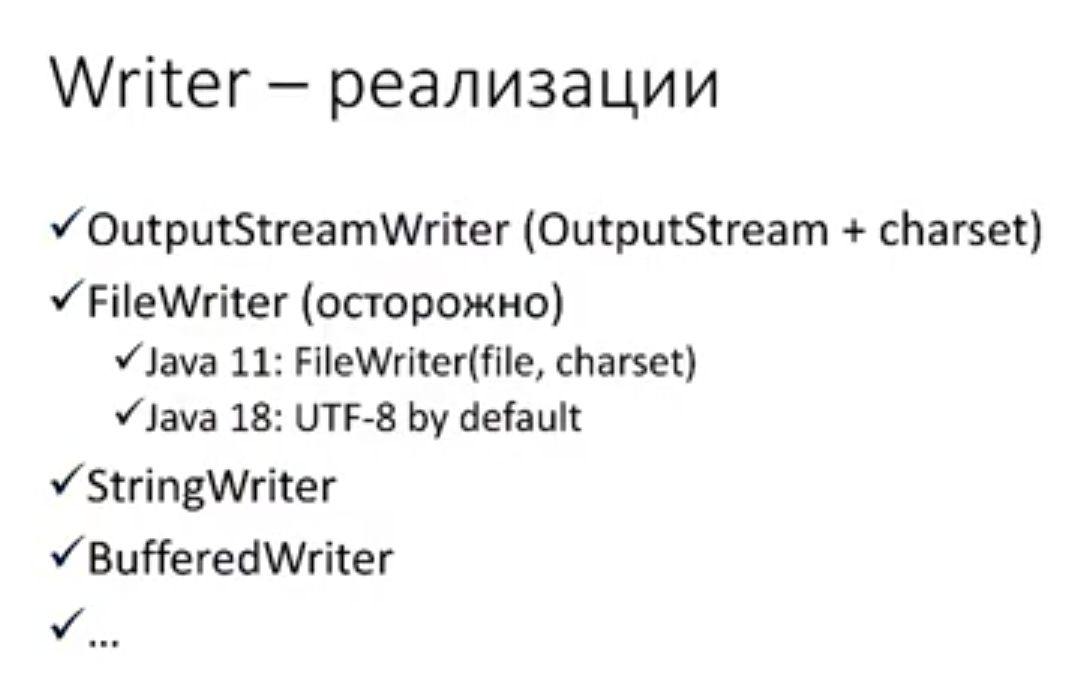 Writer – реализации
✓OutputStreamWriter (OutputStream + charset)
✓FileWriter (осторожно)
✓Java 11: FileWriter(file, charset)
✓Java 18: UTF-8 by default
✓StringWriter
✓BufferedWriter
✓...